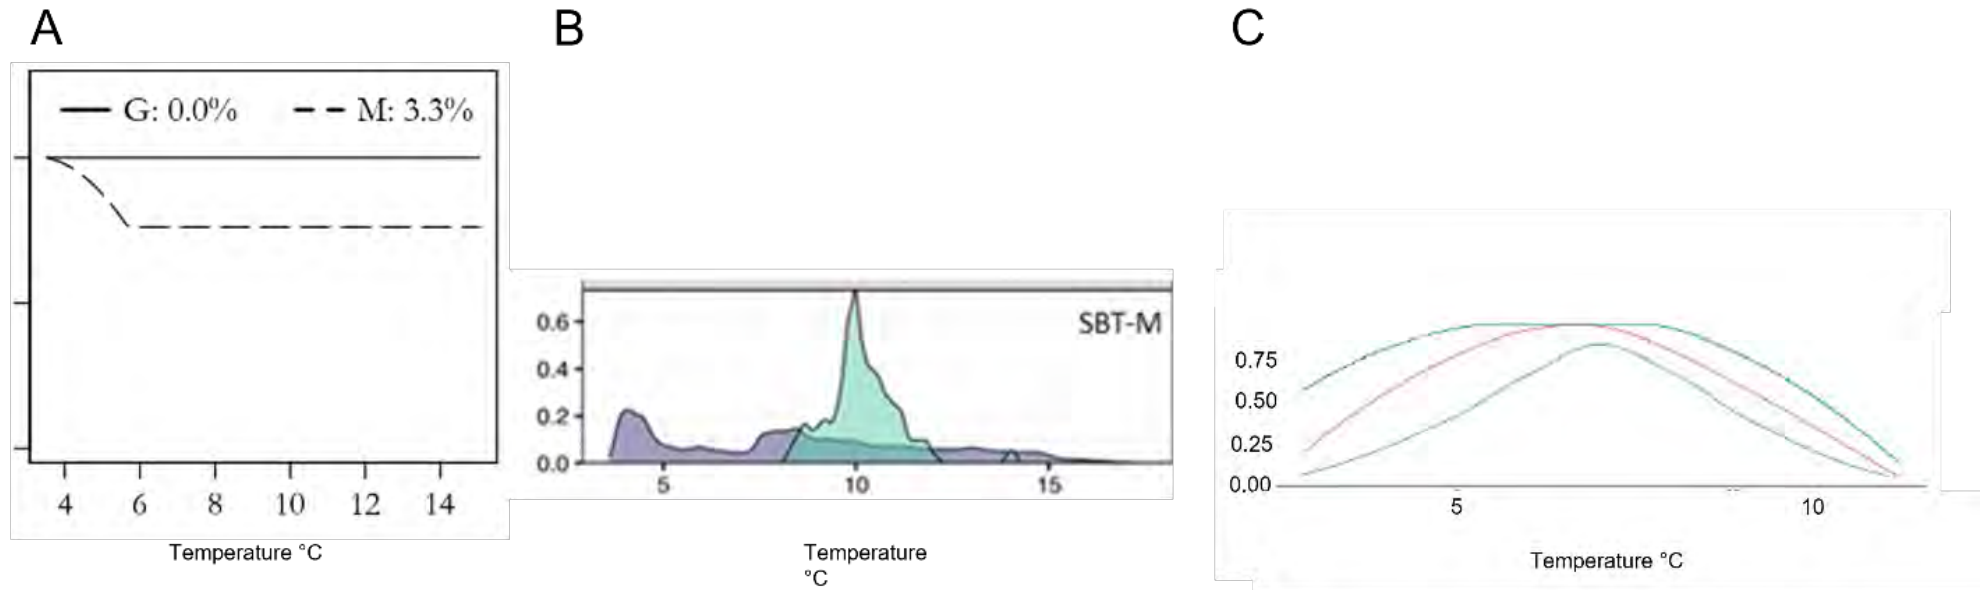 A
G: 0.0% M: 3.3%
4 6 8 10 12 14
Temperature °C
B
SBT-M
0.6
0.4
0.2
0.0
5 10 15
Temperature
°C
C
0.75
0.50
0.25
0.00
5 10
Temperature °C